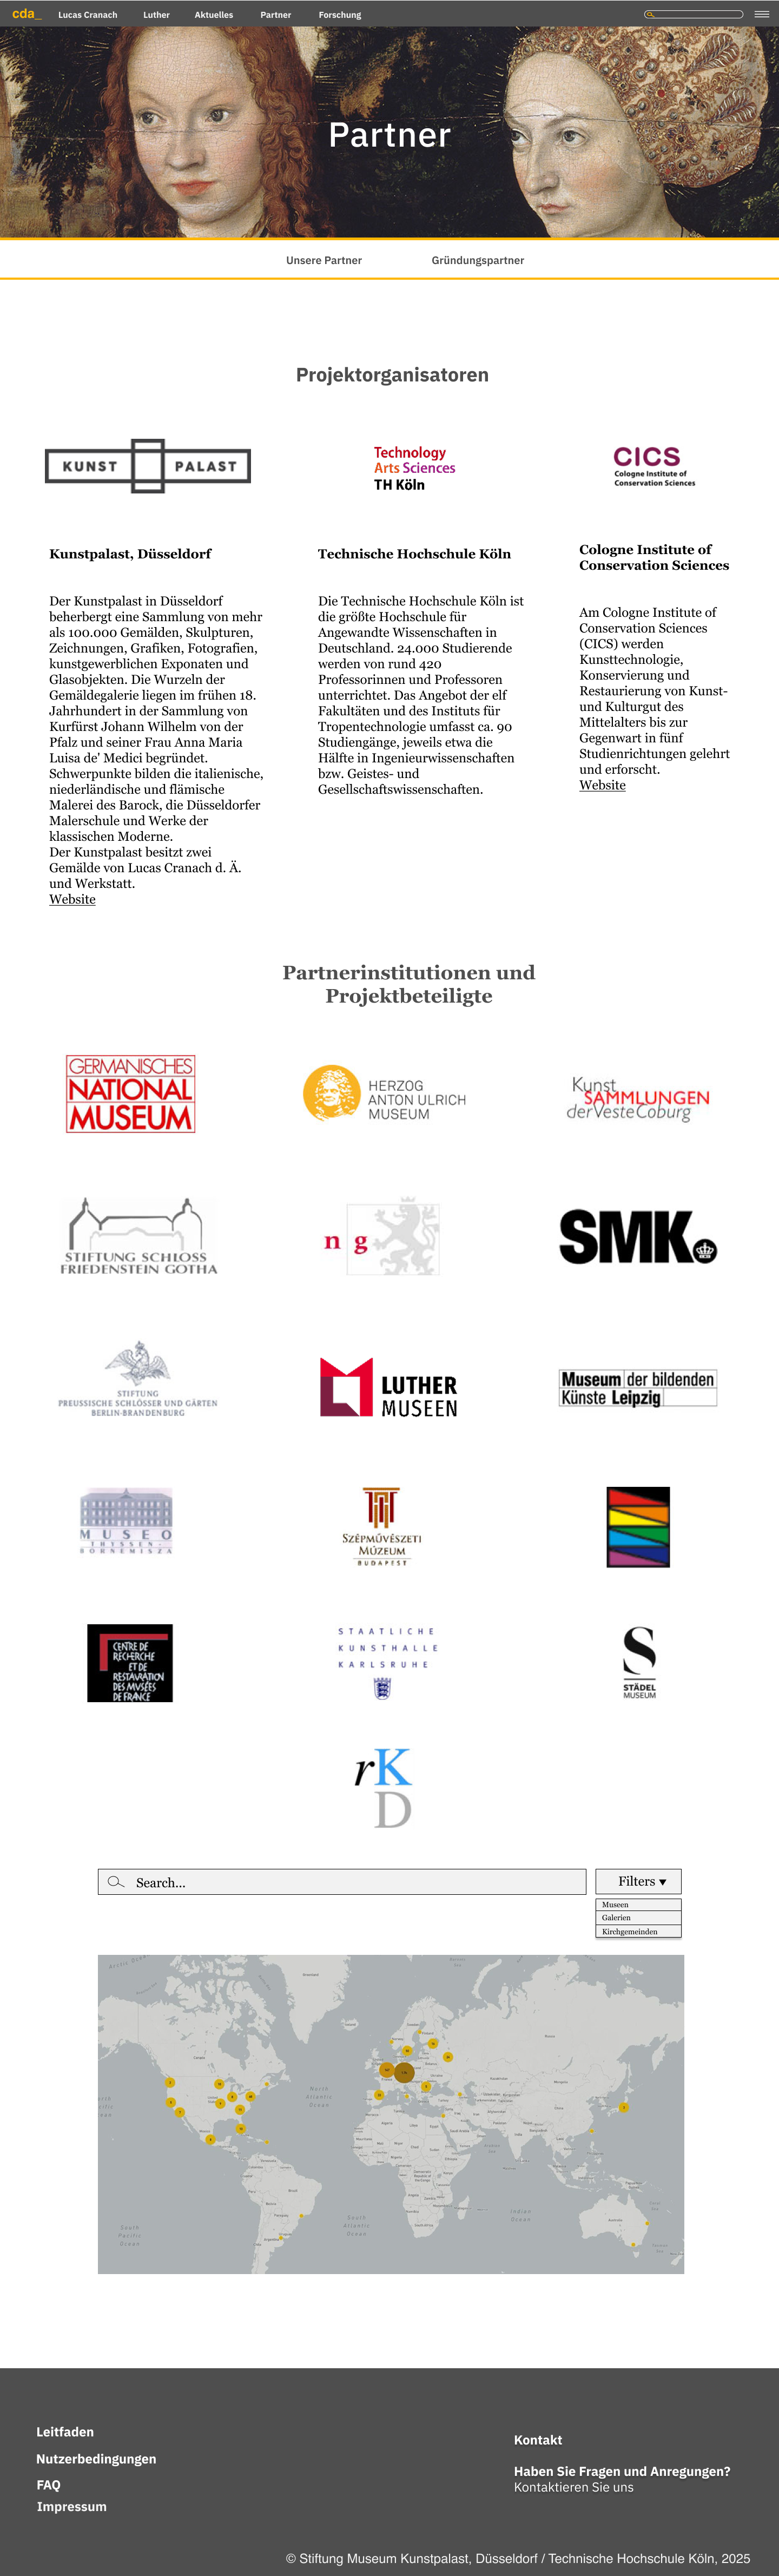 cda_ Lucas Cranach Luther Aktuelles Partner Forschung
Partner
Unsere Partner Gründungspartner
Projektorganisatoren
KUNST PALAST
Technology
Arts Sciences
TH Köln
CICS
Cologne Institute of
Conservation Sciences
Kunstpalast, Düsseldorf
Der Kunstpalast in Düsseldorf
beherbergt eine Sammlung von mehr
als 100.000 Gemälden, Skulpturen,
Zeichnungen, Grafiken, Fotografien,
kunstgewerblichen Exponaten und
Glasobjekten. Die Wurzeln der
Gemäldegalerie liegen im frühen 18.
Jahrhundert in der Sammlung von
Kurfürst Johann Wilhelm von der
Pfalz und seiner Frau Anna Maria
Luisa de' Medici begründet.
Schwerpunkte bilden die italienische,
niederländische und flämische
Malerei des Barock, die Düsseldorfer
Malerschule und Werke der
klassischen Moderne.
Der Kunstpalast besitzt zwei
Gemälde von Lucas Cranach d. Ä.
und Werkstatt.
Website
Technische Hochschule Köln
Die Technische Hochschule Köln ist
die größte Hochschule für
Angewandte Wissenschaften in
Deutschland. 24.000 Studierende
werden von rund 420
Professorinnen und Professoren
unterrichtet. Das Angebot der elf
Fakultäten und des Instituts für
Tropentechnologie umfasst ca. 90
Studiengänge, jeweils etwa die
Hälfte in Ingenieurwissenschaften
bzw. Geistes- und
Gesellschaftswissenschaften.
Cologne Institute of
Conservation Sciences
Am Cologne Institute of
Conservation Sciences
(CICS) werden
Kunsttechnologie,
Konservierung und
Restaurierung von Kunst-
und Kulturgut des
Mittelalters bis zur
Gegenwart in fünf
Studienrichtungen gelehrt
und erforscht.
Website
Partnerinstitutionen und
Projektbeteiligte
GERMANISCHES
NATIONAL
MUSEUM
HERZOG
ANTON ULRICH
MUSEUM
Kunst
SAMMLUNGEN
der Veste Coburg
STIFTUNG SCHLOSS
FRIEDENSTEIN GOTHA
n g
SMK.
STIFTUNG
PREUSSISCHE SCHLÖSSER UND GÄRTEN
BERLIN-BRANDENBURG
LUTHER
MUSEEN
Museum der bildenden
Künste Leipzig
MUSEO
THYSSEN-
BORNEMISZA
SZÉPMŰVÉSZETI
MÚZEUM
BUDAPEST
CENTRE DE
RECHERCHE
ET DE
RESTAURATION
DES MUSÉES
DE FRANCE
STAATLICHE
KUNSTHALLE
KARLSRUHE
S
STÄDEL
MUSEUM
rK
D
Search...
Filters
Museen
Galerien
Kirchgemeinden
North
Atlantic
Ocean
South
Pacific
Ocean
South
Atlantic
Ocean
Indian
Ocean
Leitfaden
Nutzerbedingungen
FAQ
Impressum
Kontakt
Haben Sie Fragen und Anregungen?
Kontaktieren Sie uns
© Stiftung Museum Kunstpalast, Düsseldorf / Technische Hochschule Köln, 2025